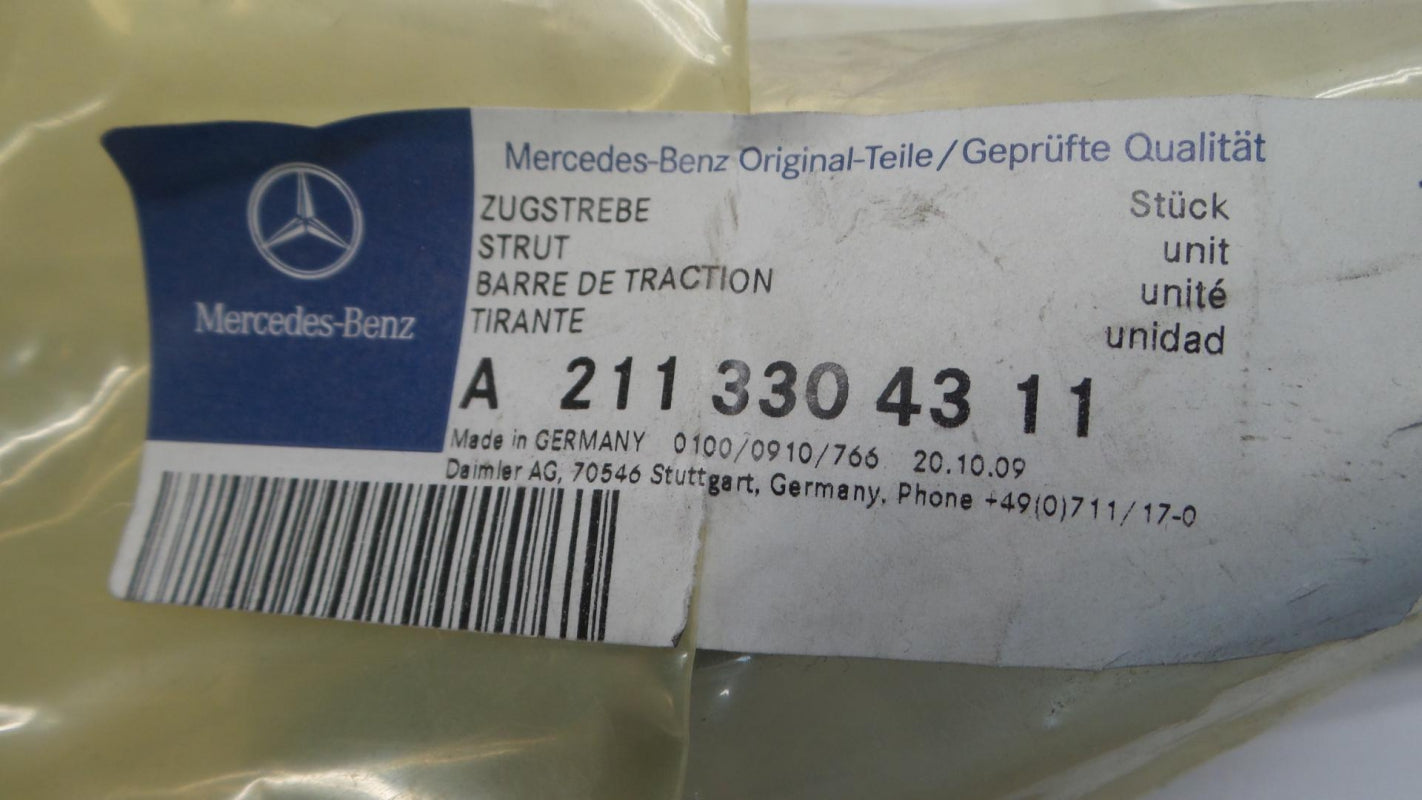 Mercedes-Benz
Mercedes-Benz Original-Teile/Geprüfte Qualität
ZUGSTREBE Stück
STRUT unit
BARRE DE TRACTION unité
TIRANTE unidad
A 211 330 43 11
Made in GERMANY 0100/0910/766 20.10.09
Daimler AG, 70546 Stuttgart, Germany, Phone +49(0)711/17-0